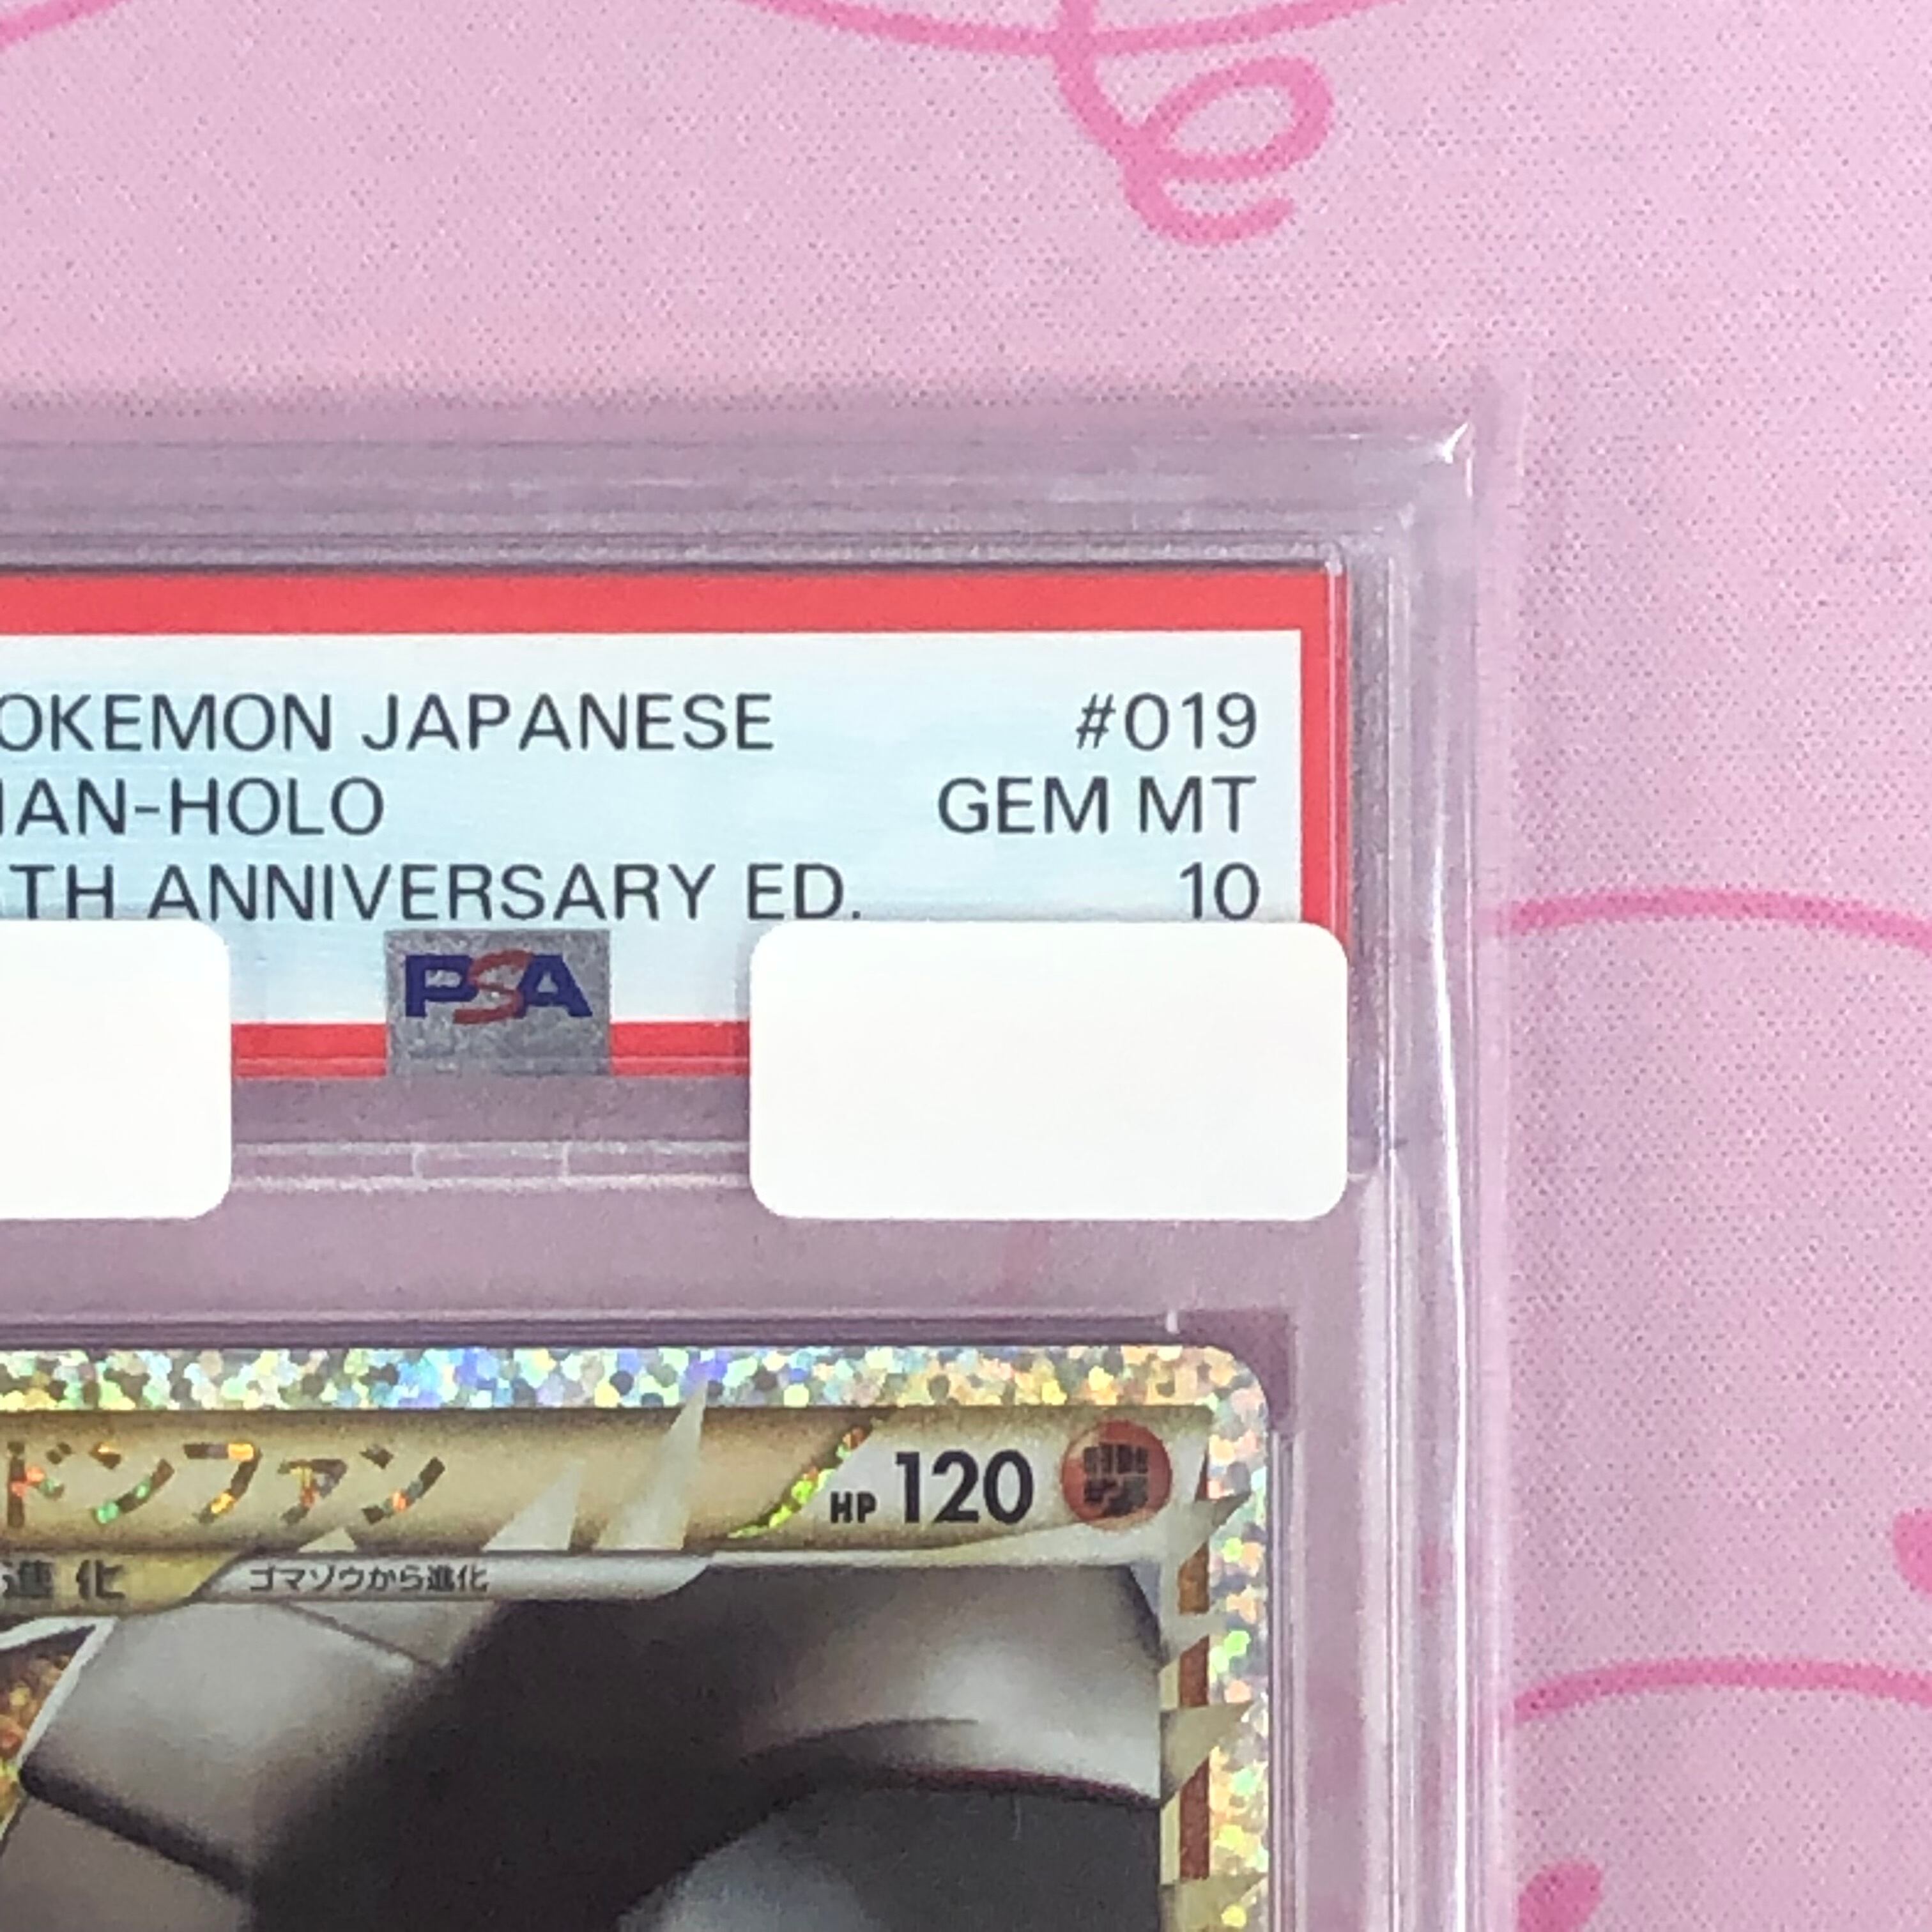 OKEMON JAPANESE #019
IAN-HOLO GEM MT
TH ANNIVERSARY ED. 10
PSA
ドンファン HP 120
進化 ゴマゾウから進化